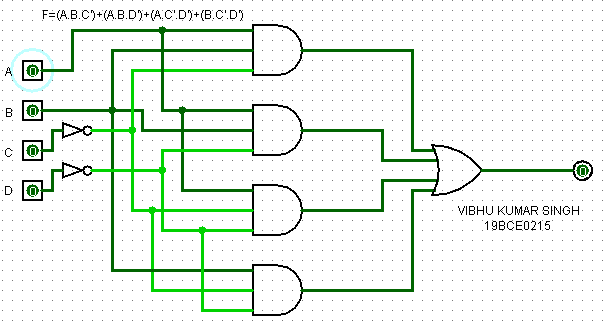 F=(A.B.C')+(A.B.D')+(A.C'.D')+(B.C'.D')
A
B
C
D
VIBHU KUMAR SINGH
19BCE0215